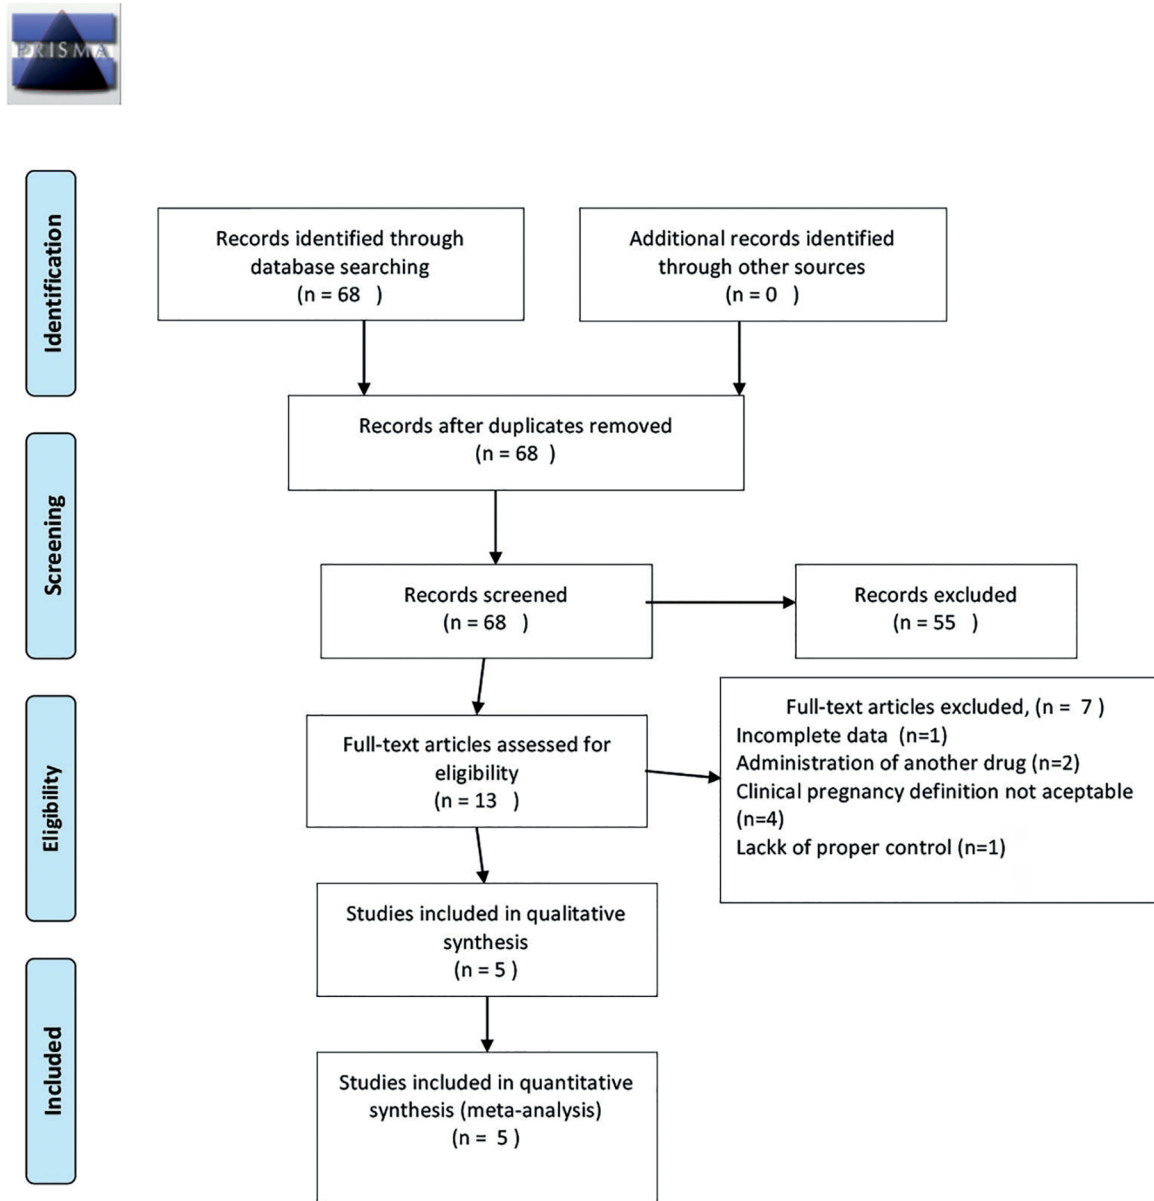 PRISMA
Identification
Records identified through
database searching
(n = 68 )
Additional records identified
through other sources
(n = 0 )
Records after duplicates removed
(n = 68 )
Screening
Records screened
(n = 68 )
Records excluded
(n = 55 )
Eligibility
Full-text articles assessed for
eligibility
(n = 13 )
Full-text articles excluded, (n = 7 )
Incomplete data (n=1)
Administration of another drug (n=2)
Clinical pregnancy definition not aceptable
(n=4)
Lackk of proper control (n=1)
Studies included in qualitative
synthesis
(n = 5 )
Included
Studies included in quantitative
synthesis (meta-analysis)
(n = 5 )